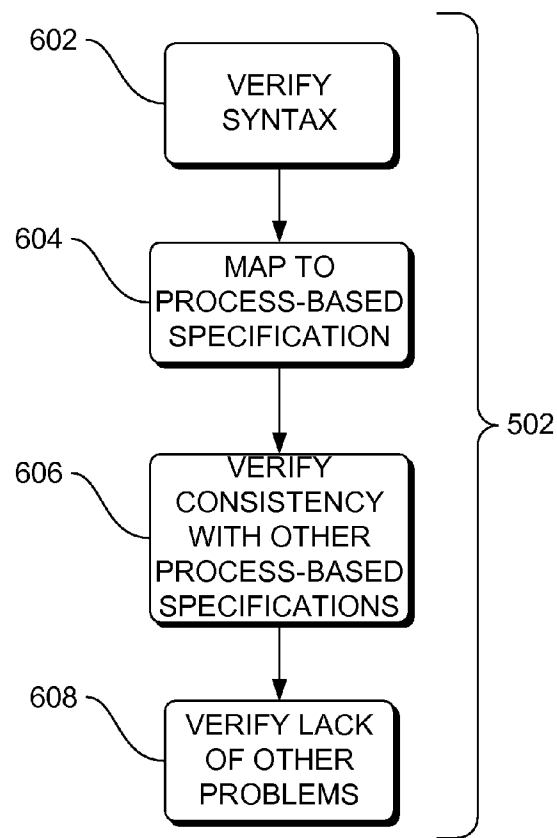 602
VERIFY
SYNTAX
604
MAP TO
PROCESS-BASED
SPECIFICATION
502
606
VERIFY
CONSISTENCY
WITH OTHER
PROCESS-BASED
SPECIFICATIONS
608
VERIFY LACK
OF OTHER
PROBLEMS